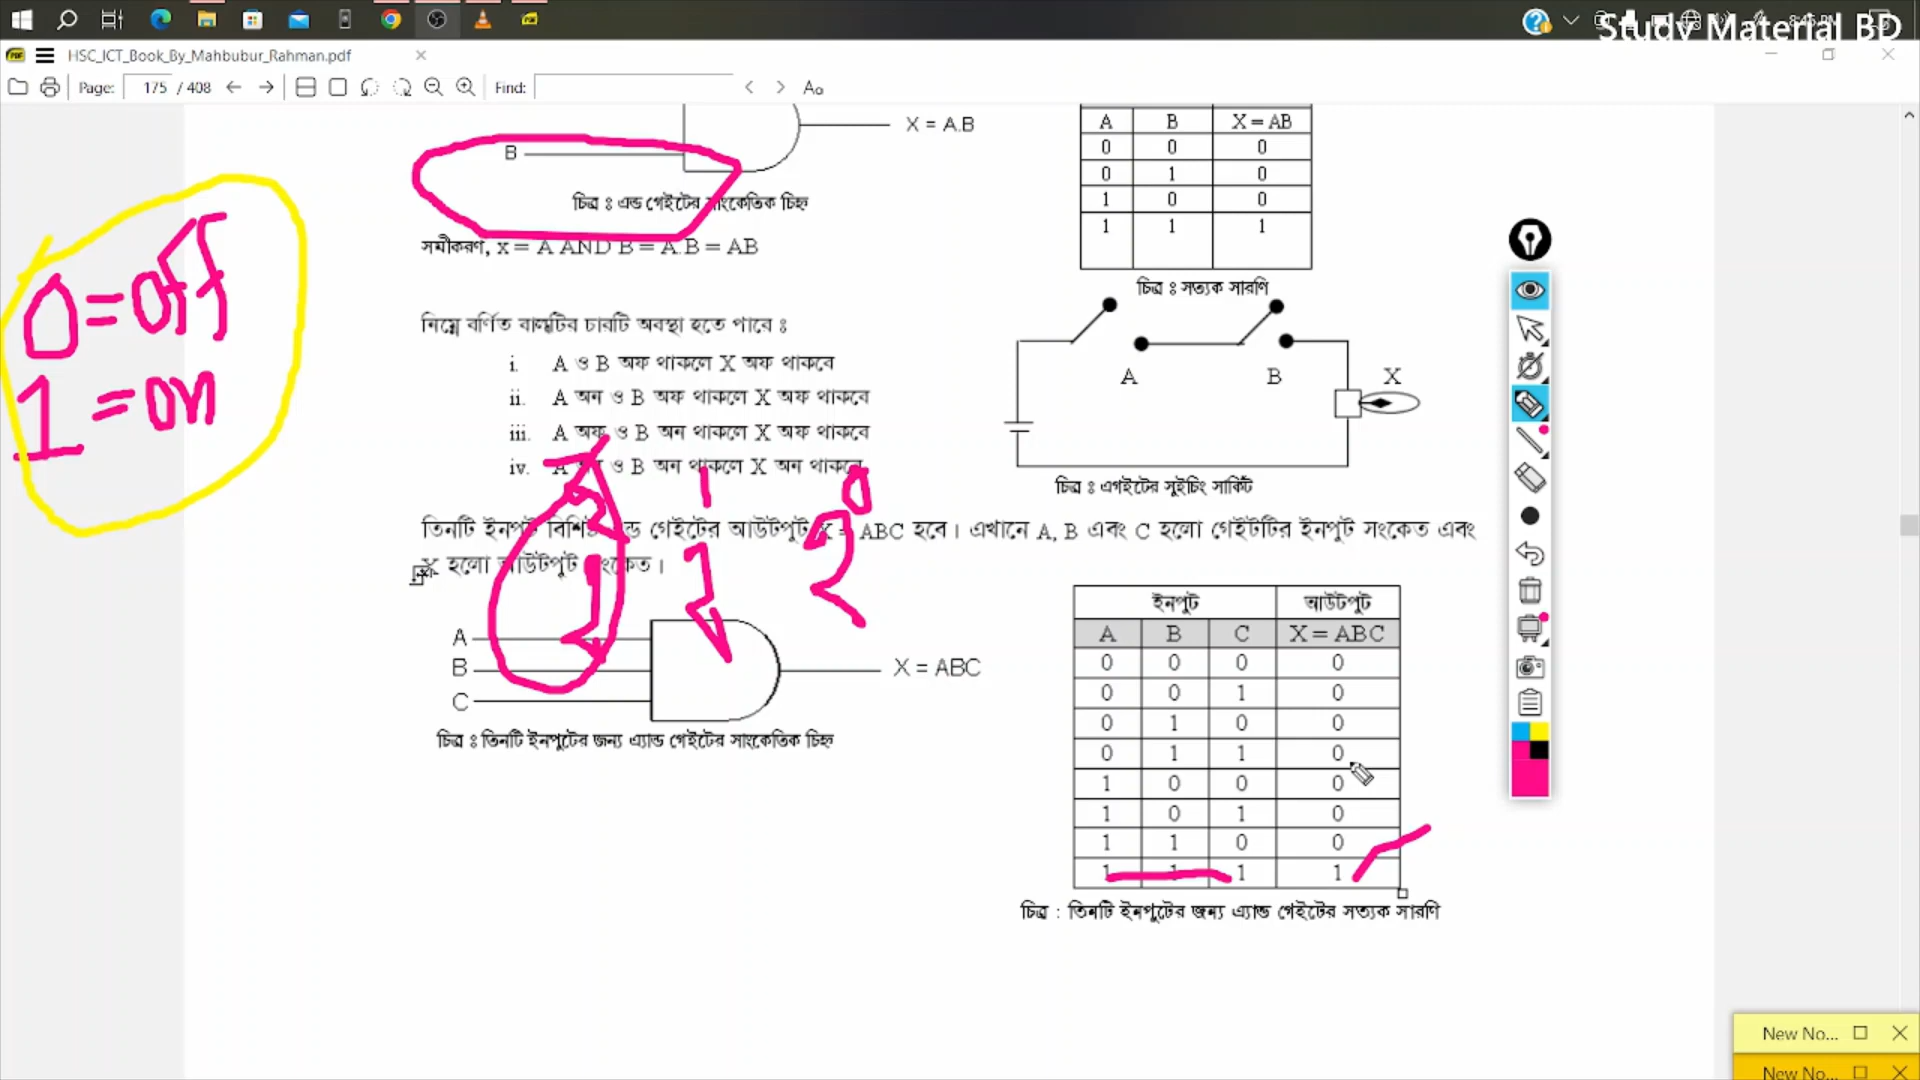 Study Material BD
HSC_ICT_Book_By_Mahbubur_Rahman.pdf
Page: 175 / 408 Find:
X = A.B
B
চিত্র ঃ এন্ড গেইটের সাংকেতিক চিহ্ন
সমীকরণ, x = A AND B = A.B = AB
A B X = AB
0 0 0
0 1 0
1 0 0
1 1 1
চিত্র ঃ সত্যক সারণি
0 = off
1 = on
নিম্নে বর্ণিত বাল্বটির চারটি অবস্থা হতে পারে ঃ
i. A ও B অফ থাকলে X অফ থাকবে
ii. A অন ও B অফ থাকলে X অফ থাকবে
iii. A অফ ও B অন থাকলে X অফ থাকবে
iv. A অন ও B অন থাকলে X অন থাকবে
A B X
চিত্র ঃ এগইটের সুইচিং সার্কিট
তিনটি ইনপুট বিশিষ্ট এন্ড গেইটের আউটপুট X = ABC হবে। এখানে A, B এবং C হলো গেইটটির ইনপুট সংকেত এবং
X হলো আউটপুট সংকেত।
A
B
C
X = ABC
চিত্র ঃ তিনটি ইনপুটের জন্য এ্যান্ড গেইটের সাংকেতিক চিহ্ন
ইনপুট আউটপুট
A B C X = ABC
0 0 0 0
0 0 1 0
0 1 0 0
0 1 1 0
1 0 0 0
1 0 1 0
1 1 0 0
1 1 1 1
চিত্র : তিনটি ইনপুটের জন্য এ্যান্ড গেইটের সত্যক সারণি
New No...
New No...